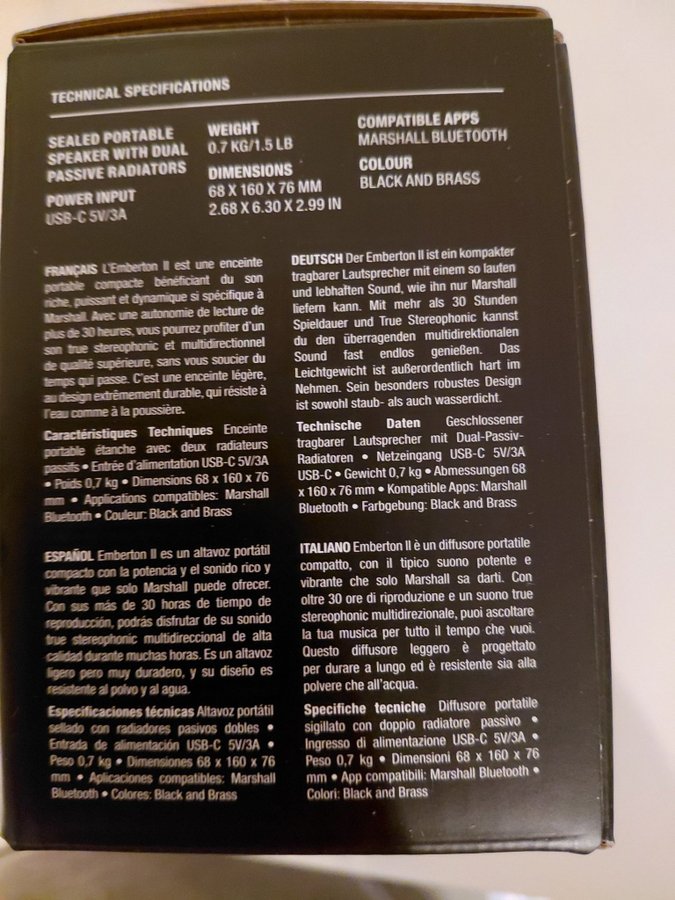 TECHNICAL SPECIFICATIONS
SEALED PORTABLE
SPEAKER WITH DUAL
PASSIVE RADIATORS
POWER INPUT
USB-C 5V/3A
WEIGHT
0.7 KG/1.5 LB
DIMENSIONS
68 X 160 X 76 MM
2.68 X 6.30 X 2.99 IN
COMPATIBLE APPS
MARSHALL BLUETOOTH
COLOUR
BLACK AND BRASS
FRANÇAIS L'Emberton II est une enceinte
portable compacte bénéficiant du son
riche, puissant et dynamique si spécifique à
Marshall. Avec une autonomie de lecture de
plus de 30 heures, vous pourrez profiter d'un
son true stereophonic et multidirectionnel
de qualité supérieure, sans vous soucier du
temps qui passe. C'est une enceinte légère,
au design extrêmement durable, qui résiste à
l'eau comme à la poussière.
Caractéristiques Techniques Enceinte
portable étanche avec deux radiateurs
passifs • Entrée d'alimentation USB-C 5V/3A
• Poids 0,7 kg • Dimensions 68 x 160 x 76
mm • Applications compatibles: Marshall
Bluetooth • Couleur: Black and Brass
DEUTSCH Der Emberton II ist ein kompakter
tragbarer Lautsprecher mit einem so lauten
und lebhaften Sound, wie ihn nur Marshall
liefern kann. Mit mehr als 30 Stunden
Spieldauer und True Stereophonic kannst
du den überragenden multidirektionalen
Sound fast endlos genießen. Das
Leichtgewicht ist außerordentlich hart im
Nehmen. Sein besonders robustes Design
ist sowohl staub- als auch wasserdicht.
Technische Daten Geschlossener
tragbarer Lautsprecher mit Dual-Passiv-
Radiatoren • Netzeingang USB-C 5V/3A
USB-C • Gewicht 0,7 kg • Abmessungen 68
x 160 x 76 mm • Kompatible Apps: Marshall
Bluetooth • Farbgebung: Black and Brass
ESPAÑOL Emberton II es un altavoz portátil
compacto con la potencia y el sonido rico y
vibrante que solo Marshall puede ofrecer.
Con sus más de 30 horas de tiempo de
reproducción, podrás disfrutar de su sonido
true stereophonic multidireccional de alta
calidad durante muchas horas. Es un altavoz
ligero pero muy duradero, y su diseño es
resistente al polvo y al agua.
Especificaciones técnicas Altavoz portátil
sellado con radiadores pasivos dobles •
Entrada de alimentación USB-C 5V/3A •
Peso 0,7 kg • Dimensiones 68 x 160 x 76
mm • Aplicaciones compatibles: Marshall
Bluetooth • Colores: Black and Brass
ITALIANO Emberton II è un diffusore portatile
compatto, con il tipico suono potente e
vibrante che solo Marshall sa darti. Con
oltre 30 ore di riproduzione e un suono true
stereophonic multidirezionale, puoi ascoltare
la tua musica per tutto il tempo che vuoi.
Questo diffusore leggero è progettato
per durare a lungo ed è resistente sia alla
polvere che all'acqua.
Specifiche tecniche Diffusore portatile
sigillato con doppio radiatore passivo •
Ingresso di alimentazione USB-C 5V/3A •
Peso 0,7 kg • Dimensioni 68 x 160 x 76
mm • App compatibili: Marshall Bluetooth •
Colori: Black and Brass